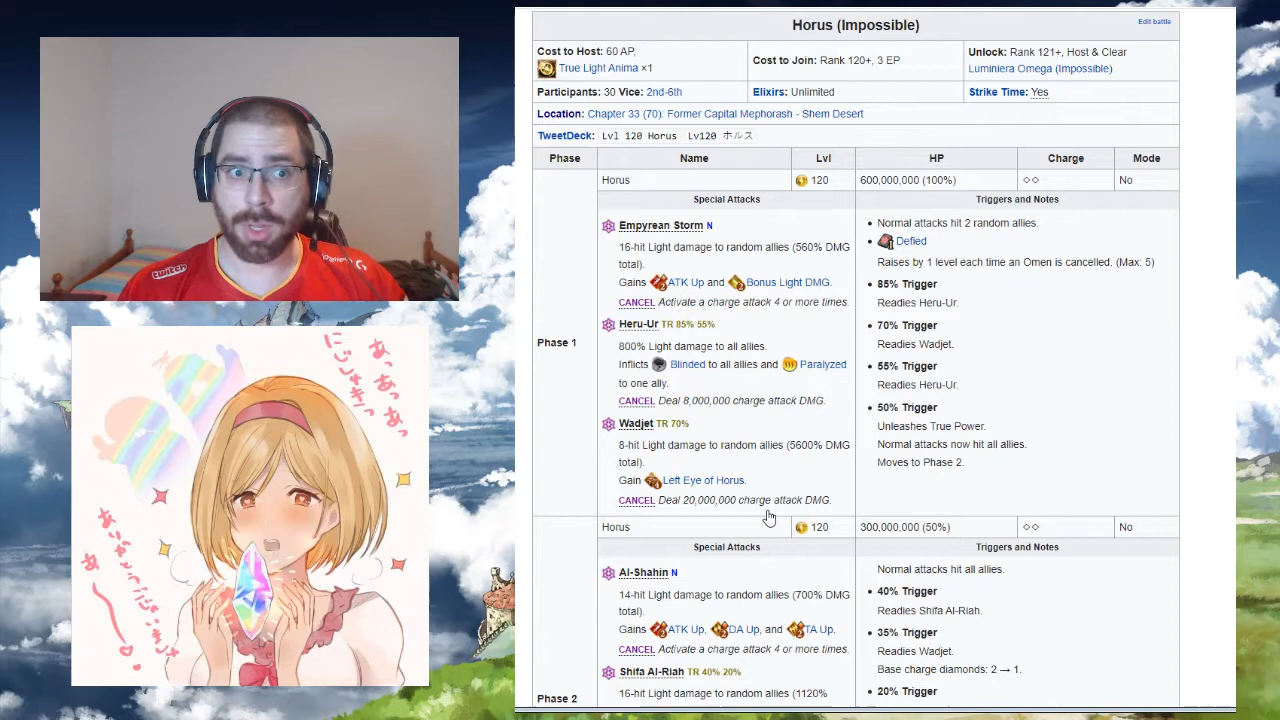 Horus (Impossible)
Edit battle
Cost to Host: 60 AP,
True Light Anima ×1
Cost to Join: Rank 120+, 3 EP
Unlock: Rank 121+, Host & Clear
Luminiera Omega (Impossible)
Participants: 30 Vice: 2nd-6th
Elixirs: Unlimited
Strike Time: Yes
Location: Chapter 33 (70): Former Capital Mephorash - Shem Desert
TweetDeck: Lvl 120 Horus Lv120 ホルス
Phase Name Lvl HP Charge Mode
Phase 1
Horus 120 600,000,000 (100%) ◇◇ No
Special Attacks
Empyrean Storm N
16-hit Light damage to random allies (560% DMG
total).
Gains ATK Up and Bonus Light DMG.
CANCEL Activate a charge attack 4 or more times.
Heru-Ur TR 85% 55%
800% Light damage to all allies.
Inflicts Blinded to all allies and Paralyzed
to one ally.
CANCEL Deal 8,000,000 charge attack DMG.
Wadjet TR 70%
8-hit Light damage to random allies (5600% DMG
total).
Gain Left Eye of Horus.
CANCEL Deal 20,000,000 charge attack DMG.
Triggers and Notes
• Normal attacks hit 2 random allies.
• Defied
Raises by 1 level each time an Omen is cancelled. (Max: 5)
• 85% Trigger
Readies Heru-Ur.
• 70% Trigger
Readies Wadjet.
• 55% Trigger
Readies Heru-Ur.
• 50% Trigger
Unleashes True Power.
Normal attacks now hit all allies.
Moves to Phase 2.
Phase 2
Horus 120 300,000,000 (50%) ◇◇ No
Special Attacks
Al-Shahin N
14-hit Light damage to random allies (700% DMG
total).
Gains ATK Up, DA Up, and TA Up.
CANCEL Activate a charge attack 4 or more times.
Shifa Al-Riah TR 40% 20%
16-hit Light damage to random allies (1120%
Triggers and Notes
Normal attacks hit all allies.
• 40% Trigger
Readies Shifa Al-Riah.
• 35% Trigger
Readies Wadjet.
Base charge diamonds: 2 → 1.
• 20% Trigger
twitch
あっあっあっ